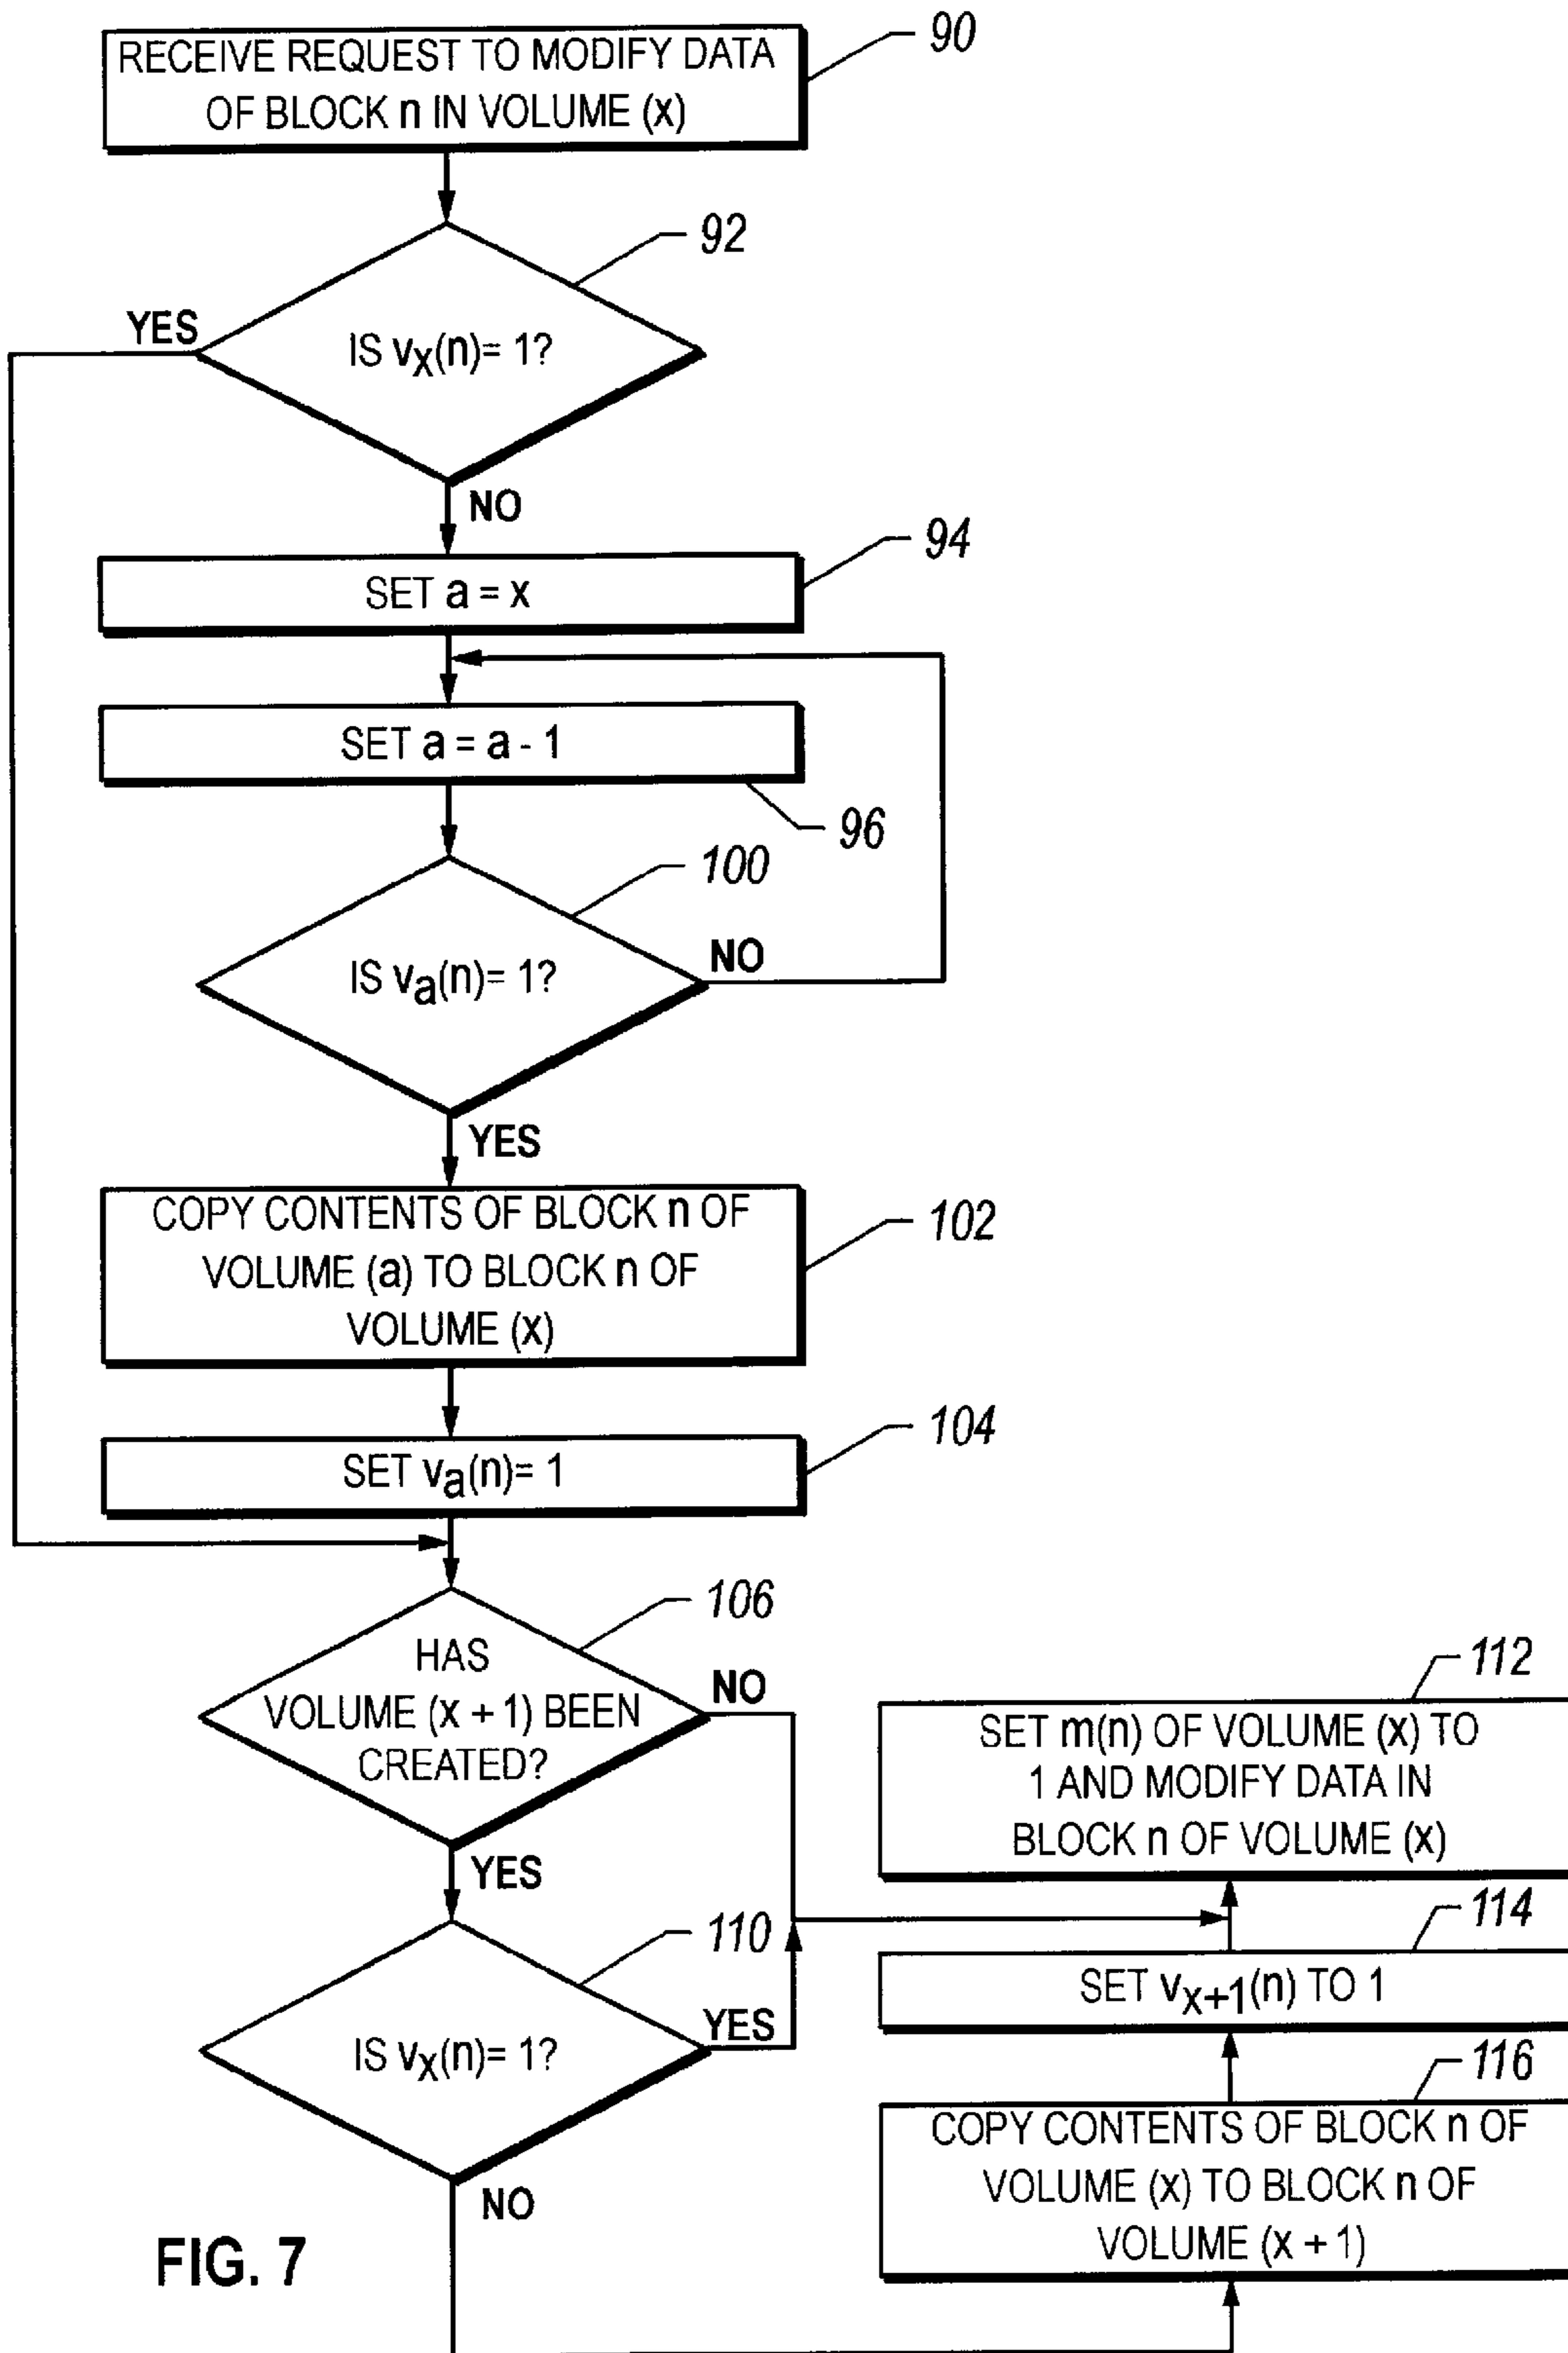 RECEIVE REQUEST TO MODIFY DATA
OF BLOCK n IN VOLUME (x)
90
92
YES
IS vx(n)= 1?
NO
94
SET a = x
SET a = a - 1
96
100
IS va(n)= 1?
NO
YES
COPY CONTENTS OF BLOCK n OF
VOLUME (a) TO BLOCK n OF
VOLUME (x)
102
104
SET va(n)= 1
106
HAS
VOLUME (x + 1) BEEN
CREATED?
NO
YES
110
IS vx(n)= 1?
YES
NO
112
SET m(n) OF VOLUME (x) TO
1 AND MODIFY DATA IN
BLOCK n OF VOLUME (x)
114
SET vx+1(n) TO 1
116
COPY CONTENTS OF BLOCK n OF
VOLUME (x) TO BLOCK n OF
VOLUME (x + 1)
FIG. 7